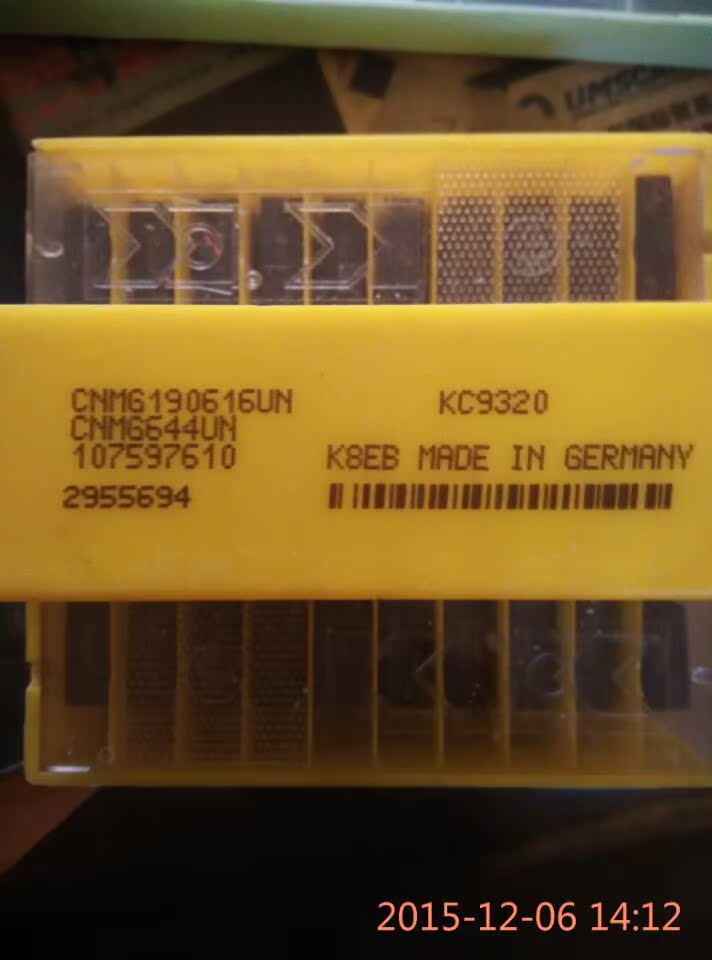 CNMG190616UN KC9320
CNMG644UN
107597610 K8EB MADE IN GERMANY
2955694
2015-12-06 14:12